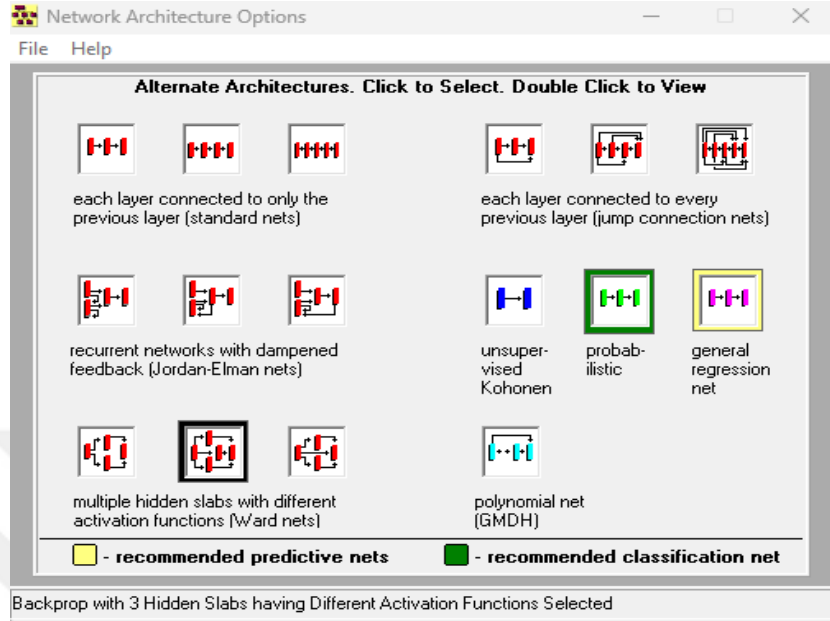 Network Architecture Options
File Help
Alternate Architectures. Click to Select. Double Click to View
each layer connected to only the
previous layer (standard nets)
each layer connected to every
previous layer (jump connection nets)
recurrent networks with dampened
feedback (Jordan-Elman nets)
unsuper-
vised
Kohonen
probab-
ilistic
general
regression
net
multiple hidden slabs with different
activation functions (Ward nets)
polynomial net
(GMDH)
- recommended predictive nets
- recommended classification net
Backprop with 3 Hidden Slabs having Different Activation Functions Selected